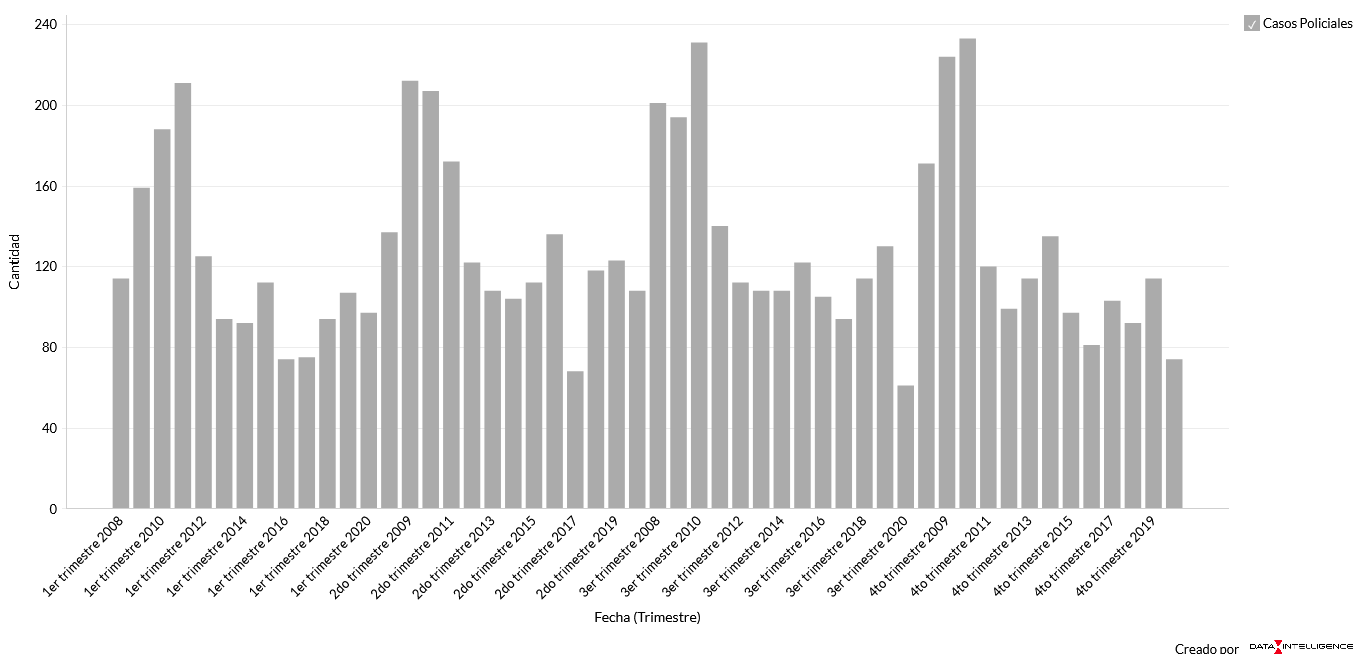 240
200
160
120
80
40
0
Cantidad
Casos Policiales
1er trimestre 2008
1er trimestre 2010
1er trimestre 2012
1er trimestre 2014
1er trimestre 2016
1er trimestre 2018
1er trimestre 2020
2do trimestre 2009
2do trimestre 2011
2do trimestre 2013
2do trimestre 2015
2do trimestre 2017
2do trimestre 2019
3er trimestre 2008
3er trimestre 2010
3er trimestre 2012
3er trimestre 2014
3er trimestre 2016
3er trimestre 2018
3er trimestre 2020
4to trimestre 2009
4to trimestre 2011
4to trimestre 2013
4to trimestre 2015
4to trimestre 2017
4to trimestre 2019
Fecha (Trimestre)
Creado por DATA INTELLIGENCE